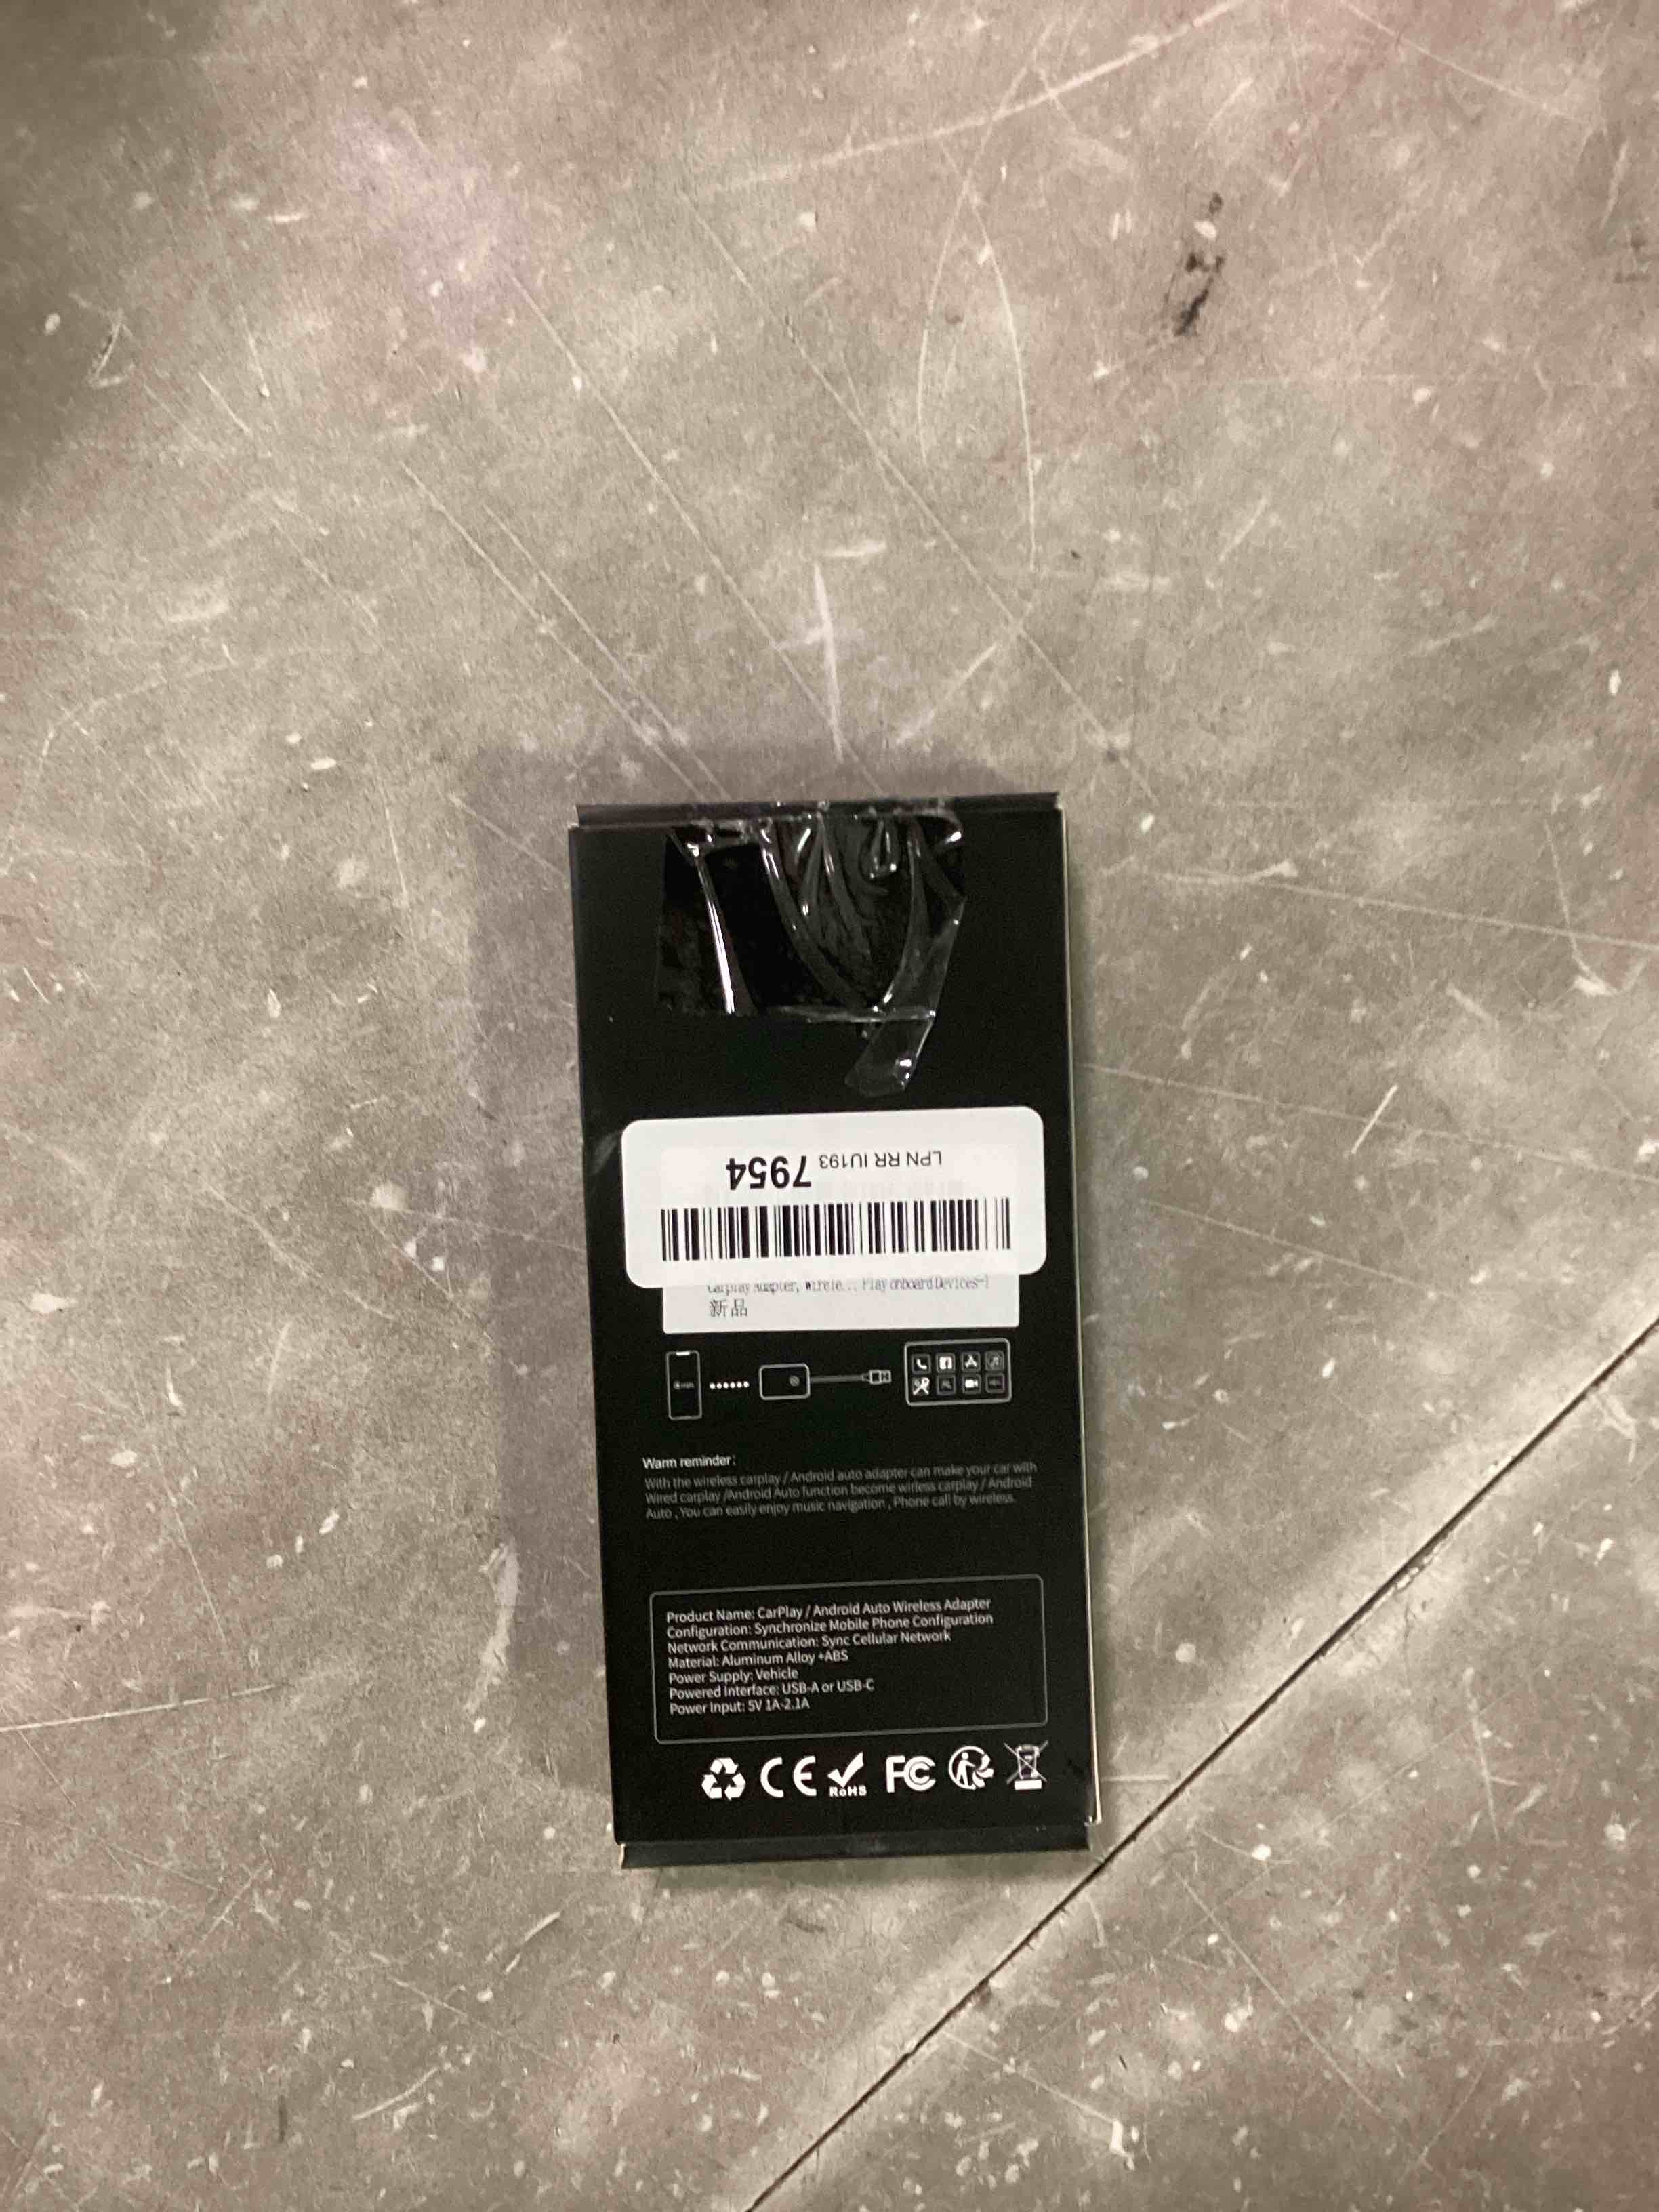 LPN RR IU193 7954
Carplay Adapter, Wirele... Play onboard Devices-1
新品
Warm reminder:
With the wireless carplay / Android auto adapter can make your car with
Wired carplay /Android Auto function become wirless carplay / Android
Auto , You can easily enjoy music navigation , Phone call by wireless.
Product Name: CarPlay / Android Auto Wireless Adapter
Configuration: Synchronize Mobile Phone Configuration
Network Communication: Sync Cellular Network
Material: Aluminum Alloy +ABS
Power Supply: Vehicle
Powered Interface: USB-A or USB-C
Power Input: 5V 1A-2.1A
CE RoHS FC